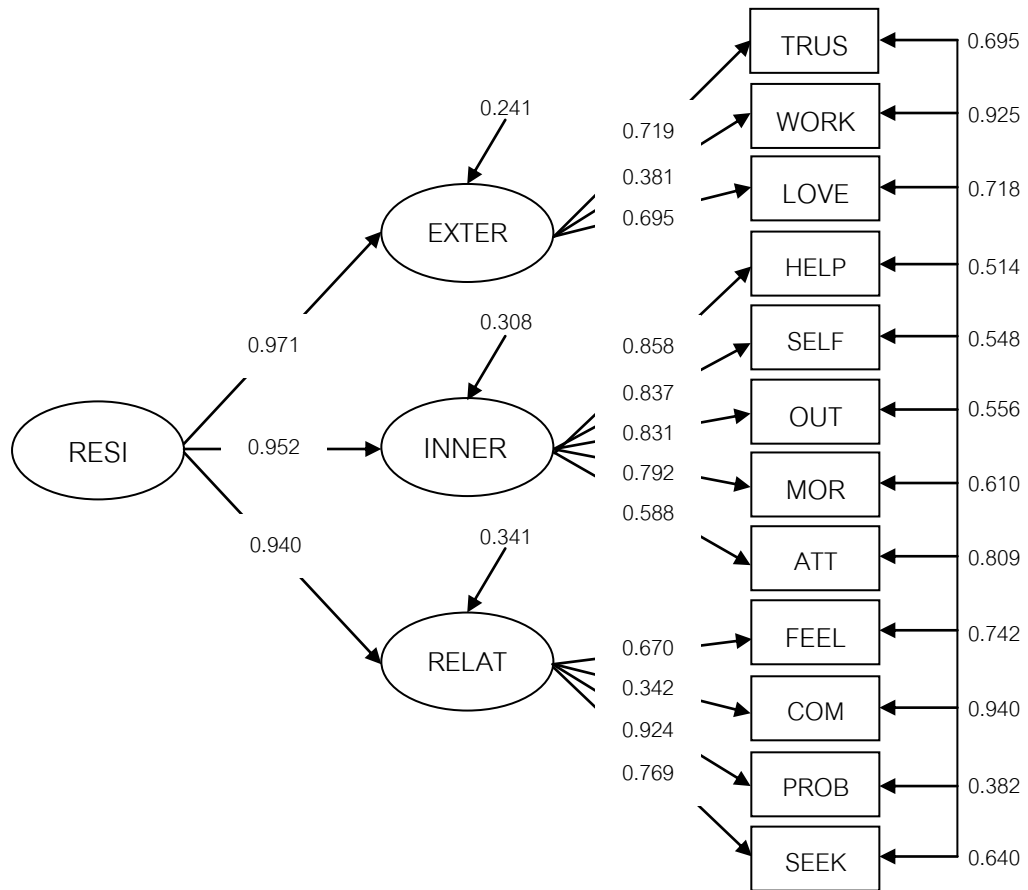 TRUS
0.695
0.241
0.719
WORK
0.925
0.381
LOVE
0.718
0.695
EXTER
HELP
0.514
0.308
0.971
0.858
SELF
0.548
0.837
OUT
0.556
0.831
RESI
0.952
INNER
0.792
MOR
0.610
0.588
0.940
0.341
ATT
0.809
FEEL
0.742
0.670
RELAT
0.342
COM
0.940
0.924
0.769
PROB
0.382
SEEK
0.640